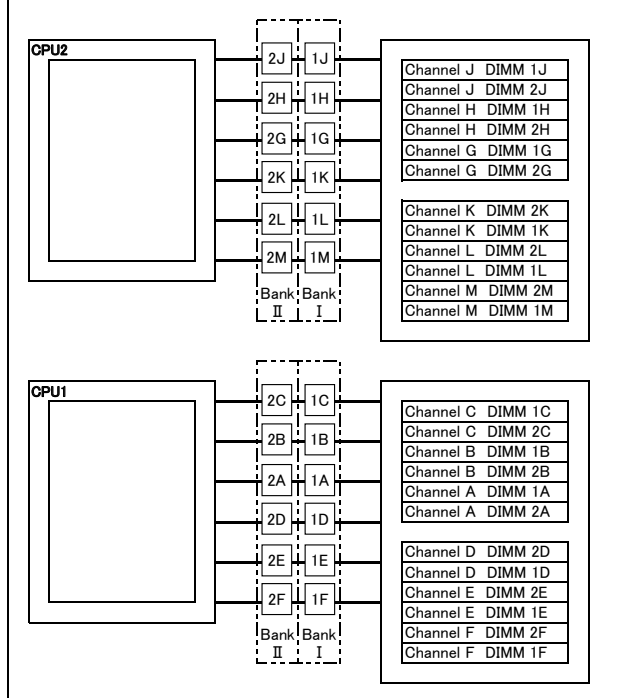 CPU2
2J 1J
2H 1H
2G 1G
2K 1K
2L 1L
2M 1M
Bank Bank
Ⅱ Ⅰ
Channel J DIMM 1J
Channel J DIMM 2J
Channel H DIMM 1H
Channel H DIMM 2H
Channel G DIMM 1G
Channel G DIMM 2G
Channel K DIMM 2K
Channel K DIMM 1K
Channel L DIMM 2L
Channel L DIMM 1L
Channel M DIMM 2M
Channel M DIMM 1M
CPU1
2C 1C
2B 1B
2A 1A
2D 1D
2E 1E
2F 1F
Bank Bank
Ⅱ Ⅰ
Channel C DIMM 1C
Channel C DIMM 2C
Channel B DIMM 1B
Channel B DIMM 2B
Channel A DIMM 1A
Channel A DIMM 2A
Channel D DIMM 2D
Channel D DIMM 1D
Channel E DIMM 2E
Channel E DIMM 1E
Channel F DIMM 2F
Channel F DIMM 1F